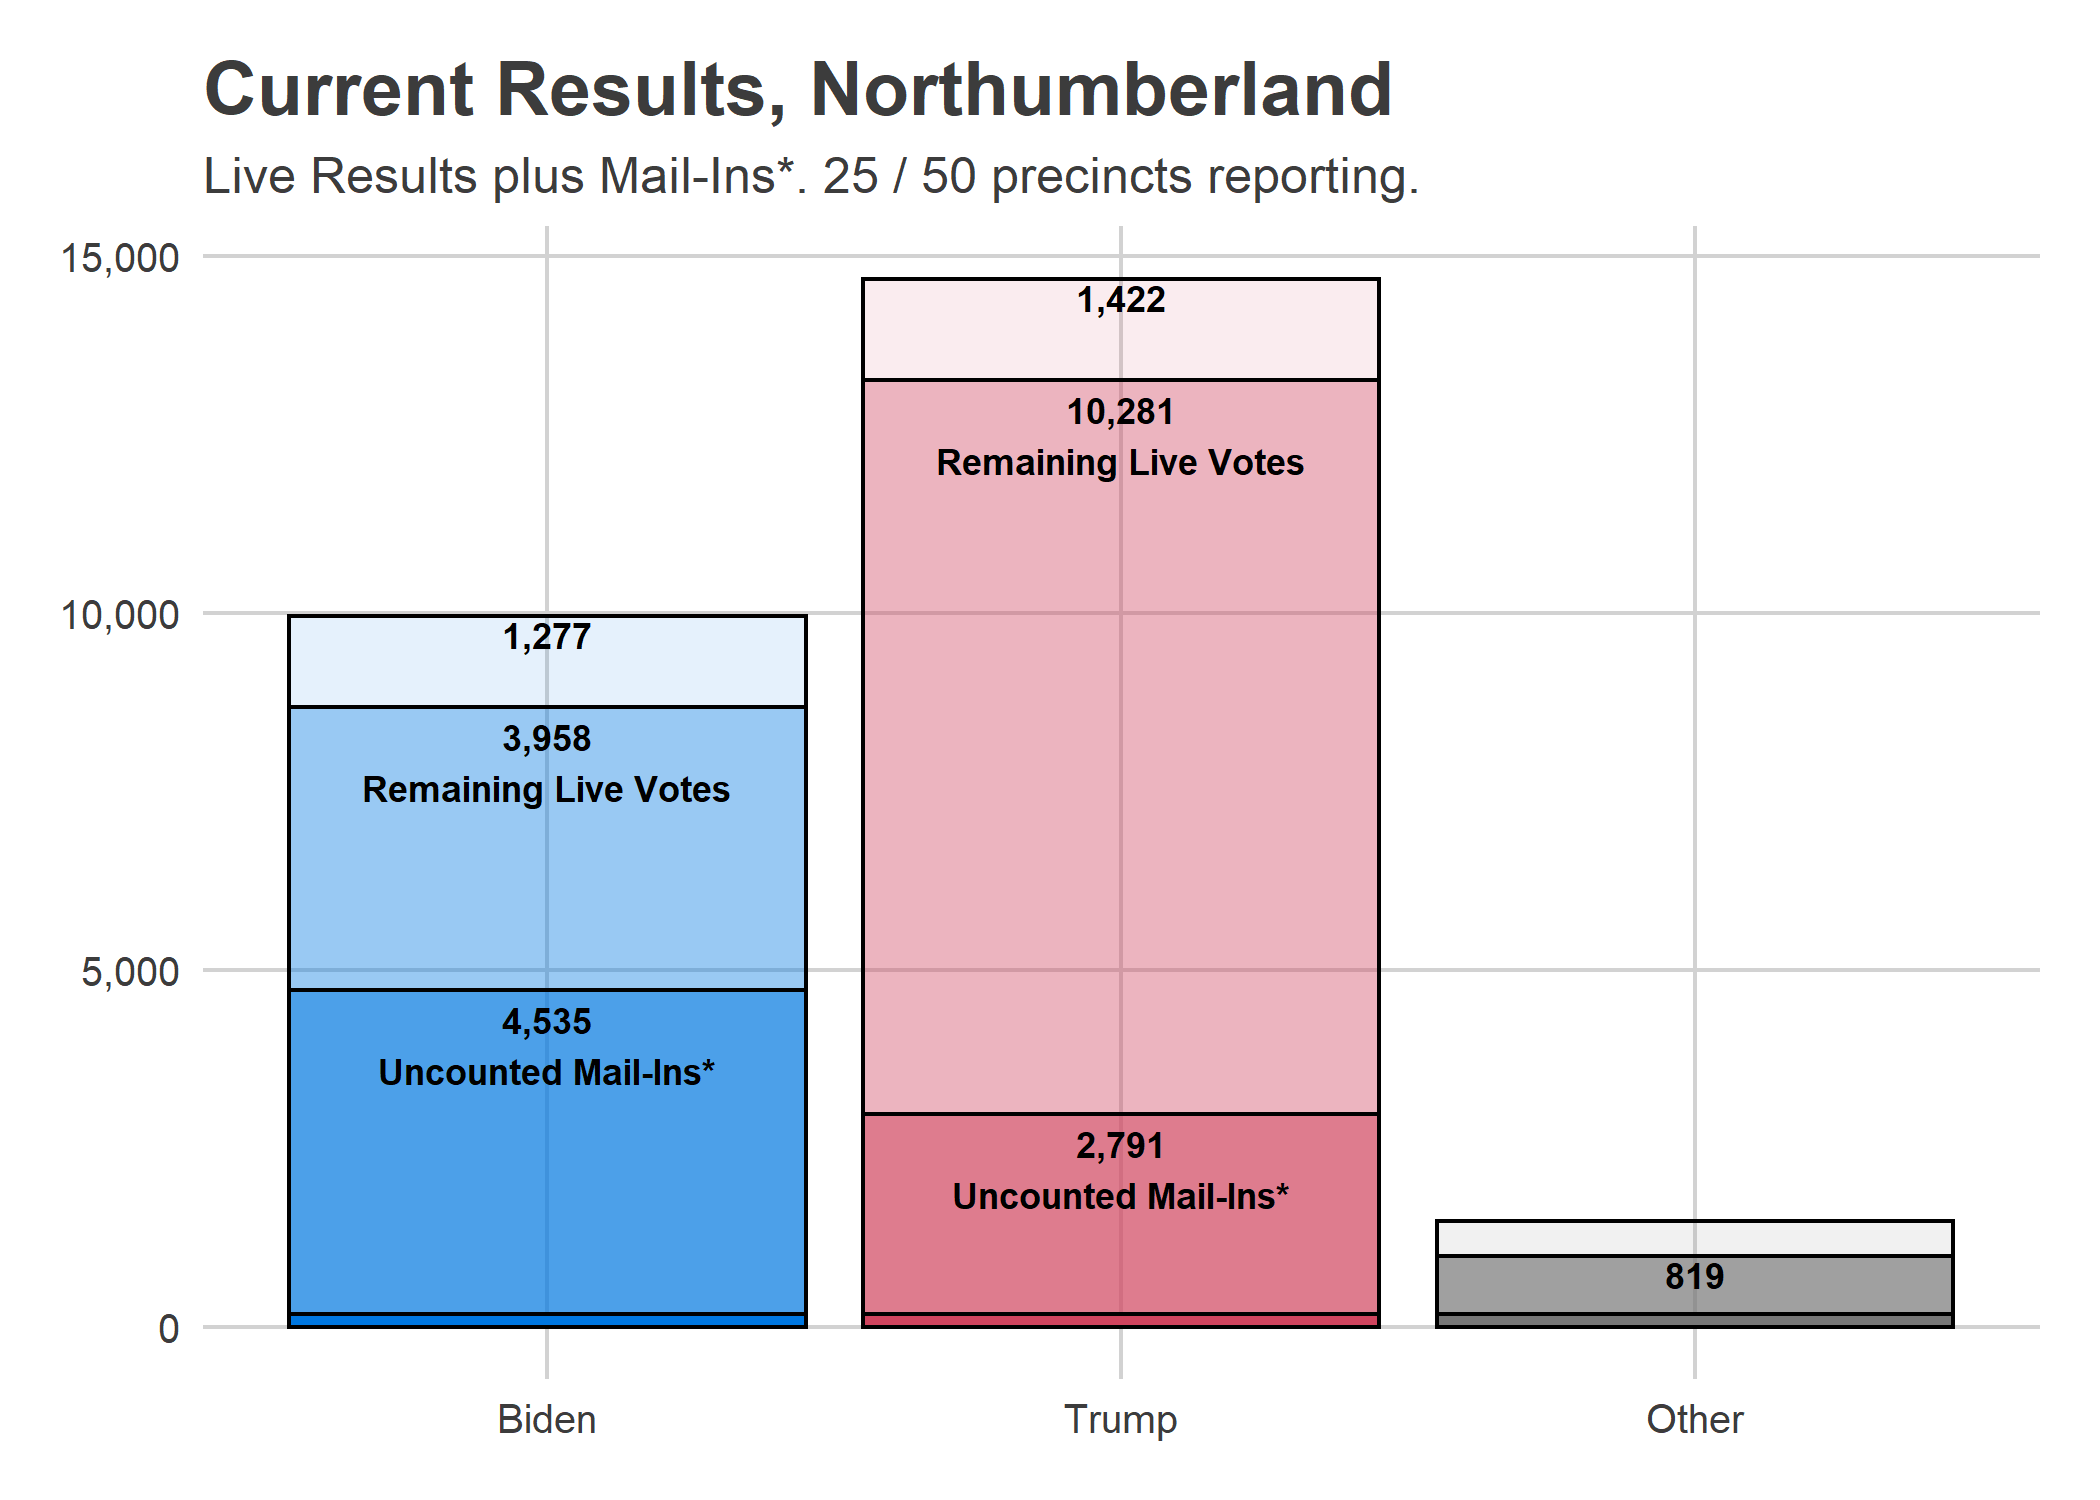 Current Results, Northumberland
Live Results plus Mail-Ins*. 25 / 50 precincts reporting.
15,000
10,000
5,000
0
1,277
3,958
Remaining Live Votes
4,535
Uncounted Mail-Ins*
1,422
10,281
Remaining Live Votes
2,791
Uncounted Mail-Ins*
819
Biden
Trump
Other